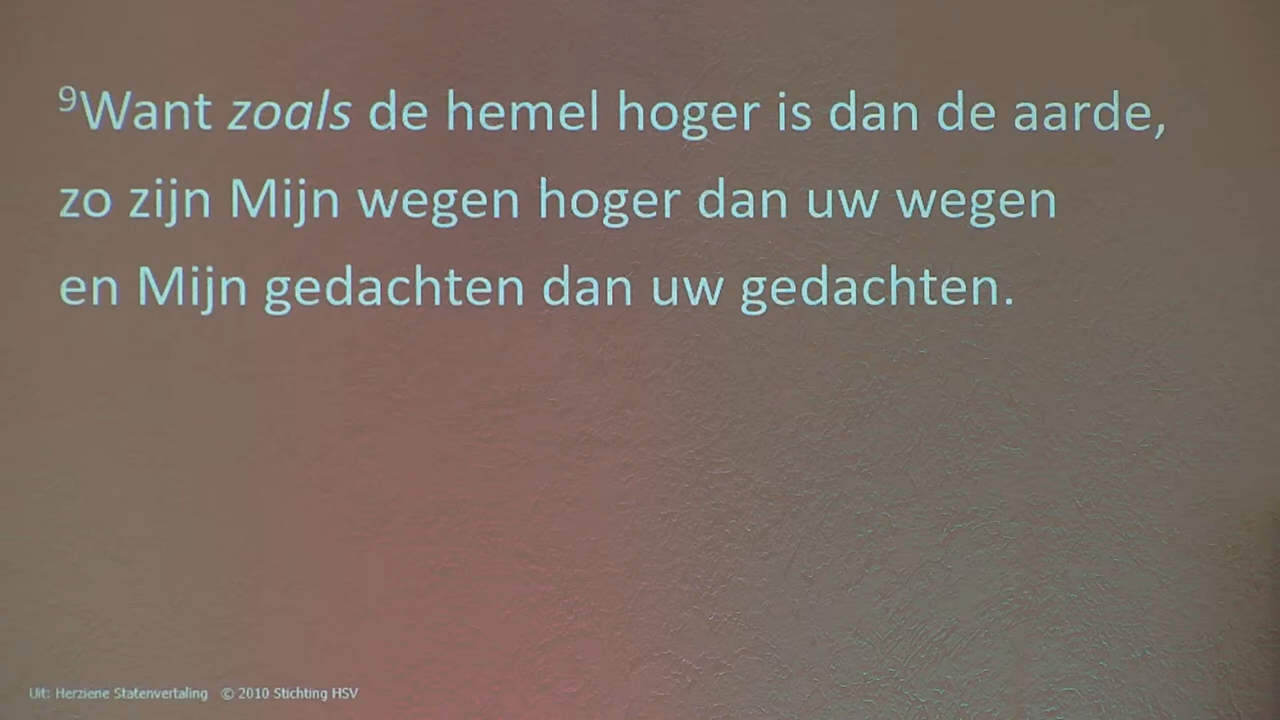 ⁹Want zoals de hemel hoger is dan de aarde,
zo zijn Mijn wegen hoger dan uw wegen
en Mijn gedachten dan uw gedachten.
Uit: Herziene Statenvertaling © 2010 Stichting HSV